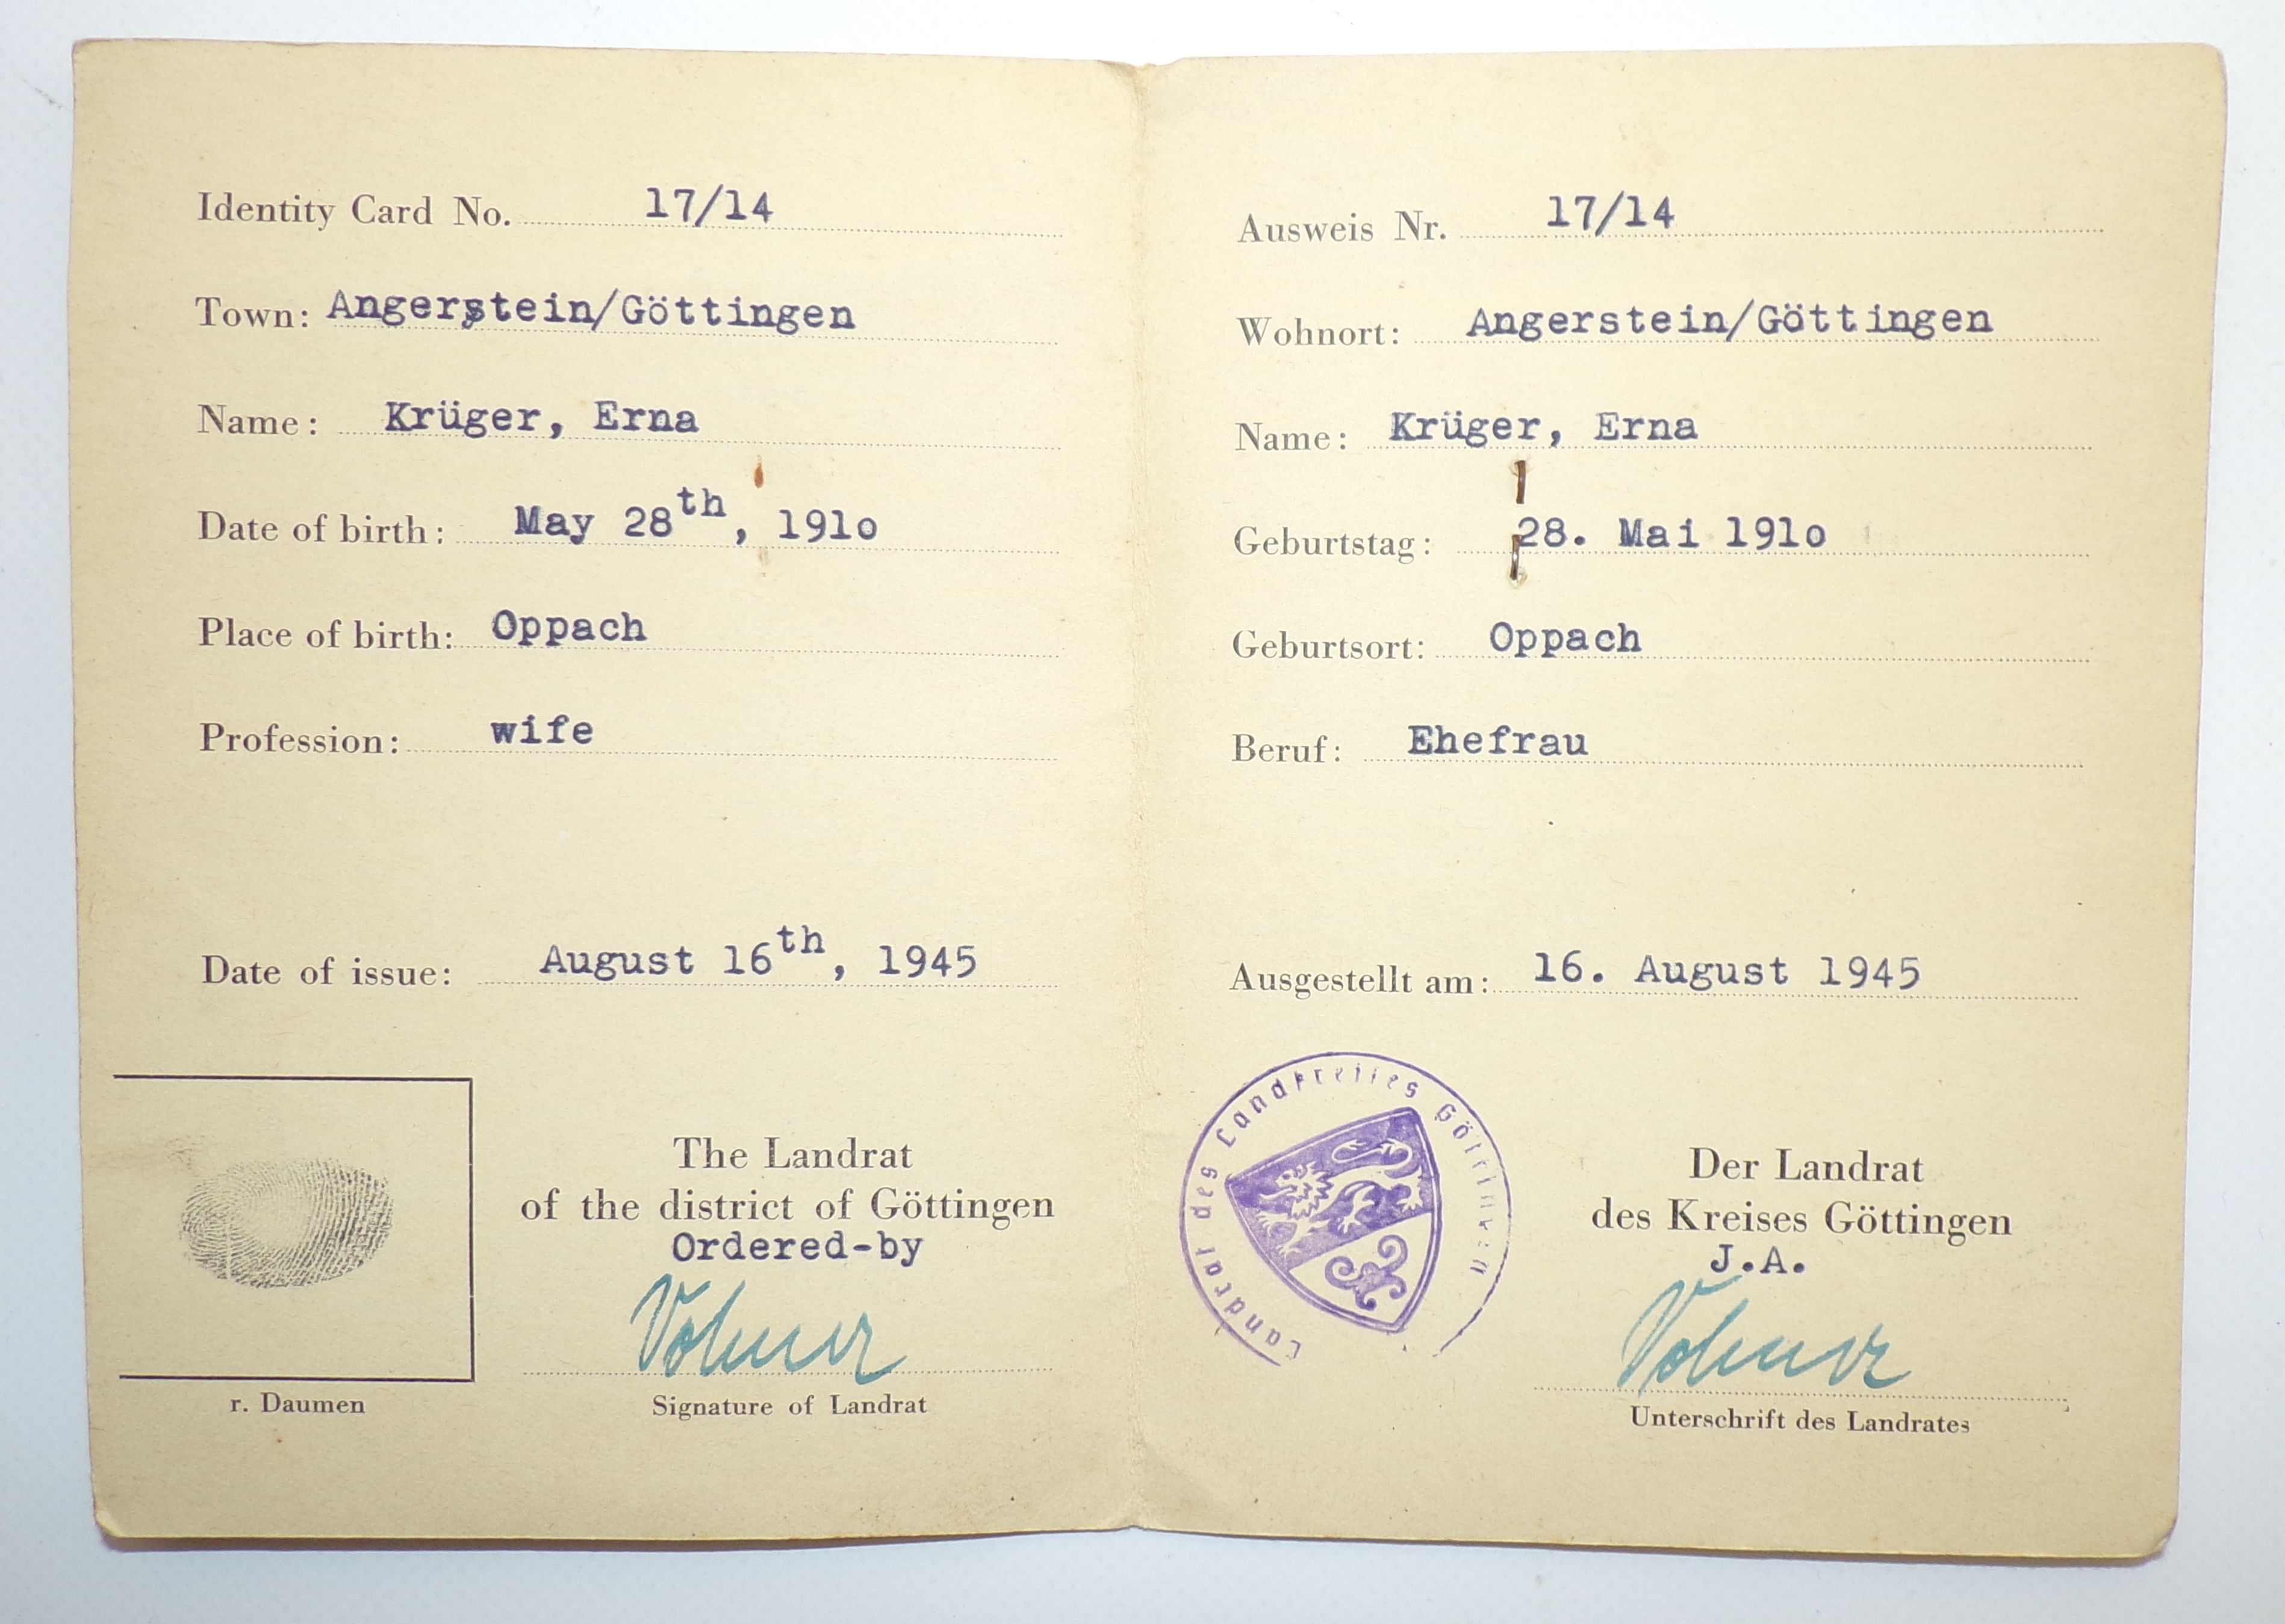 Identity Card No. 17/14
Town: Angerstein/Göttingen
Name: Krüger, Erna
Date of birth: May 28th, 191o
Place of birth: Oppach
Profession: wife
Date of issue: August 16th, 1945
The Landrat
of the district of Göttingen
Ordered-by
Signature of Landrat
r. Daumen
Ausweis Nr. 17/14
Wohnort: Angerstein/Göttingen
Name: Krüger, Erna
Geburtstag: 28. Mai 191o
Geburtsort: Oppach
Beruf: Ehefrau
Ausgestellt am: 16. August 1945
Landrat des Landkreises Göttingen
Der Landrat
des Kreises Göttingen
J.A.
Unterschrift des Landrates